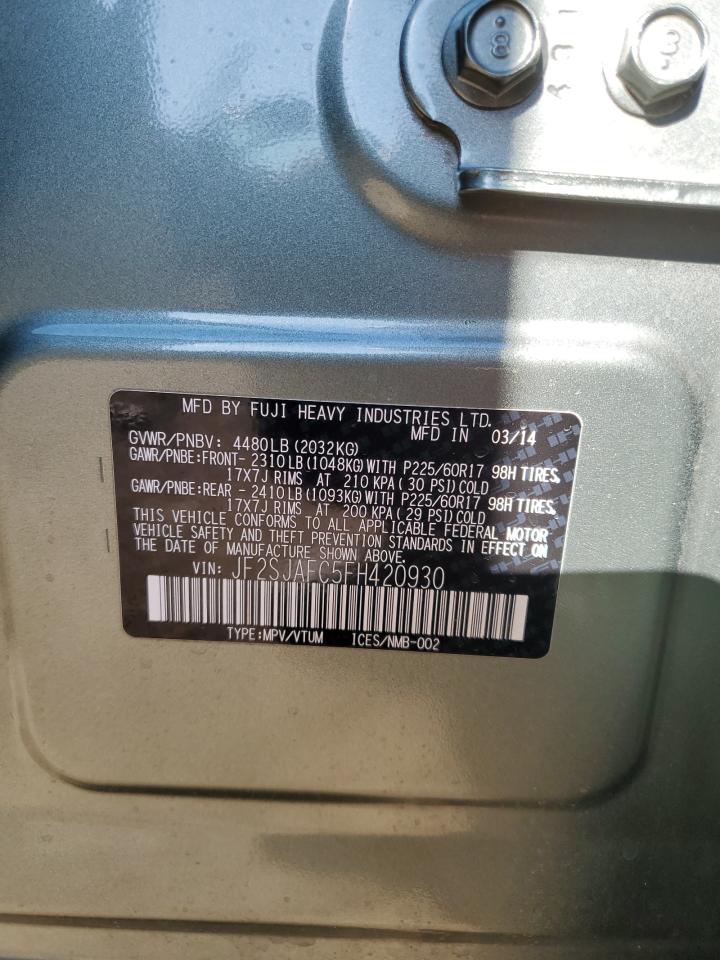 8
8
MFD BY FUJI HEAVY INDUSTRIES LTD.
MFD IN 03/14
GVWR/PNBV: 4480LB(2032KG)
GAWR/PNBE:FRONT- 2310LB(1048KG)WITH P225/60R17 98H TIRES,
17X7J RIMS AT 210 KPA( 30 PSI)COLD
GAWR/PNBE:REAR - 2410LB(1093KG)WITH P225/60R17 98H TIRES,
17X7J RIMS AT 200 KPA( 29 PSI)COLD
THIS VEHICLE CONFORMS TO ALL APPLICABLE FEDERAL MOTOR
VEHICLE SAFETY AND THEFT PREVENTION STANDARDS IN EFFECT ON
THE DATE OF MANUFACTURE SHOWN ABOVE.
VIN: JF2SJAFC5FH420930
TYPE:MPV/VTUM ICES/NMB-002